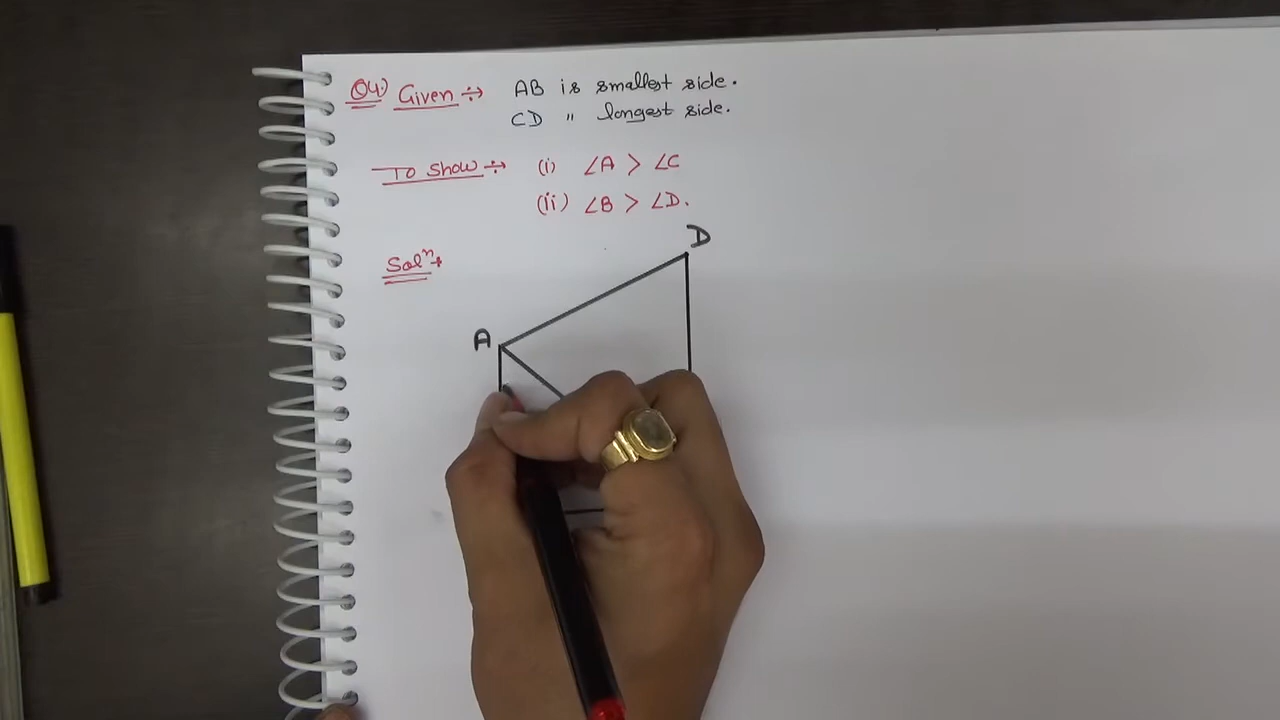 Q4.) Given ÷ AB is smallest side.
CD " longest side.
To show ÷ (i) ∠A > ∠C
(ii) ∠B > ∠D.
Solⁿ÷
D
A